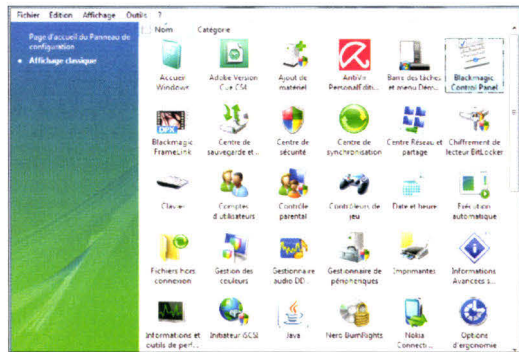 Fichier Edition Affichage Outils ?
Page d'accueil du Panneau de
configuration
Affichage classique
Nom Catégorie
Accueil
Windows
Adobe Version
Cue CS4
Ajout de
matériel
AntiVir
PersonalEditi...
Barre des tâches
et menu Dém...
Blackmagic
Control Panel
Blackmagic
FrameLink
Centre de
sauvegarde et ...
Centre de
sécurité
Centre de
synchronisation
Centre Réseau et
partage
Chiffrement de
lecteur BitLocker
Clavier
Comptes
d'utilisateurs
Contrôle
parental
Contrôleurs de
jeu
Date et heure
Exécution
automatique
Fichiers hors
connexion
Gestion des
couleurs
Gestionnaire
audio DD...
Gestionnaire de
périphériques
Imprimantes
Informations
Avancées s...
Informations et
outils de perf...
Initiateur iSCSI
Java
Nero BurnRights
Nokia
Connecti...
Options
d'ergonomie
DPX